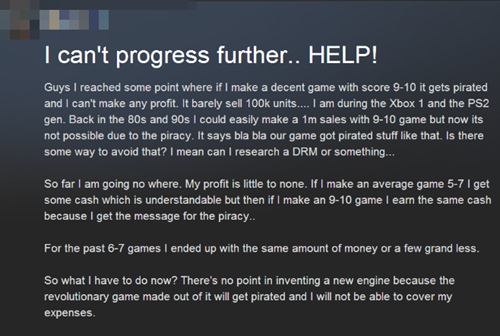 I can't progress further.. HELP!
Guys I reached some point where if I make a decent game with score 9-10 it gets pirated
and I can't make any profit. It barely sell 100k units.... I am during the Xbox 1 and the PS2
gen. Back in the 80s and 90s I could easily make a 1m sales with 9-10 game but now its
not possible due to the piracy. It says bla bla our game got pirated stuff like that. Is there
some way to avoid that? I mean can I research a DRM or something...
So far I am going no where. My profit is little to none. If I make an average game 5-7 I get
some cash which is understandable but then if I make an 9-10 game I earn the same cash
because I get the message for the piracy..
For the past 6-7 games I ended up with the same amount of money or a few grand less.
So what I have to do now? There's no point in inventing a new engine because the
revolutionary game made out of it will get pirated and I will not be able to cover my
expenses.